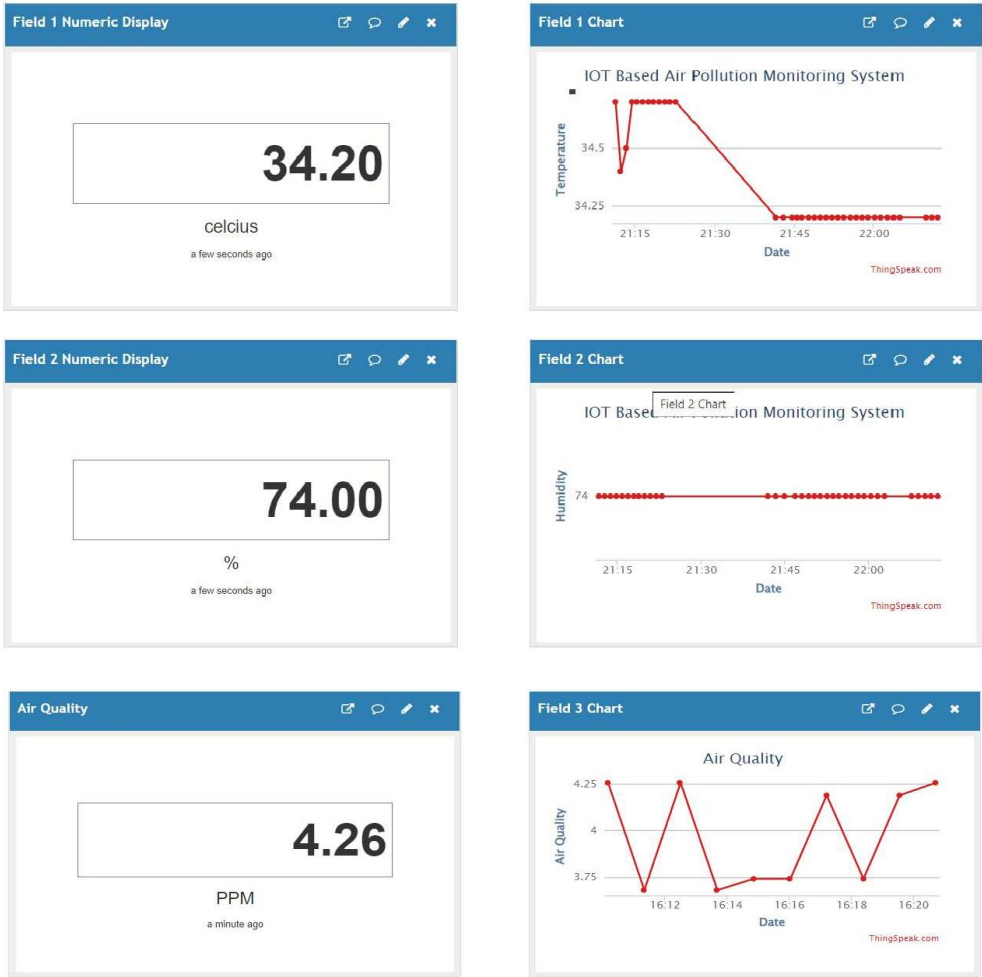 Field 1 Numeric Display
34.20
celcius
a few seconds ago
Field 1 Chart
IOT Based Air Pollution Monitoring System
Temperature
34.5
34.25
21:15 21:30 21:45 22:00
Date
ThingSpeak.com
Field 2 Numeric Display
74.00
%
a few seconds ago
Field 2 Chart
Field 2 Chart
IOT Based Monitoring System
Humidity
74
21:15 21:30 21:45 22:00
Date
ThingSpeak.com
Air Quality
4.26
PPM
a minute ago
Field 3 Chart
Air Quality
Air Quality
4.25
4
3.75
16:12 16:14 16:16 16:18 16:20
Date
ThingSpeak.com